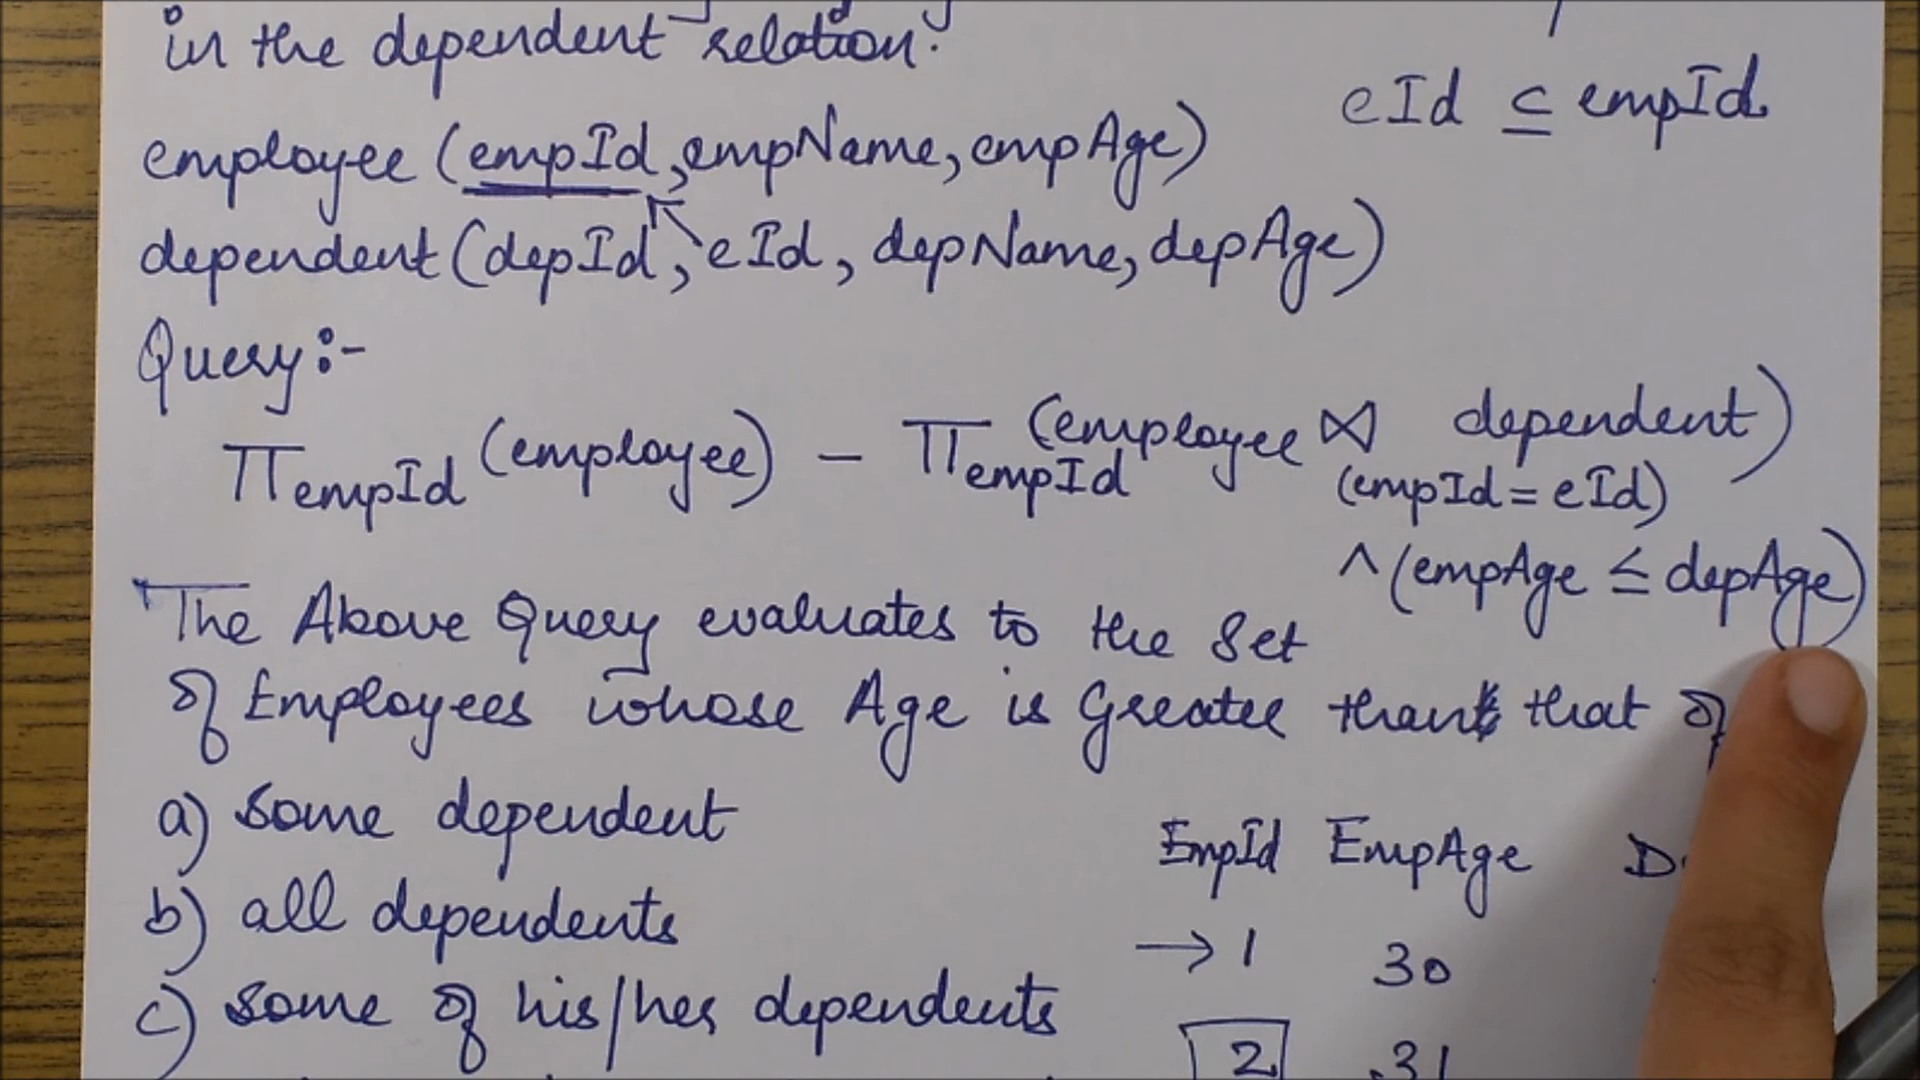 in the dependent relation.
eId ⊆ empId
employee (empId, empName, empAge)
dependent (depId, eId, depName, depAge)
Query:-
π empId (employee) - π empId (employee ⋈ dependent)
(empId = eId)
∧ (empAge ≤ depAge)
The Above Query evaluates to the Set
of Employees whose Age is Greater than that of
a) some dependent
b) all dependents
c) some of his/her dependents
EmpId EmpAge
→ 1 30
2 31